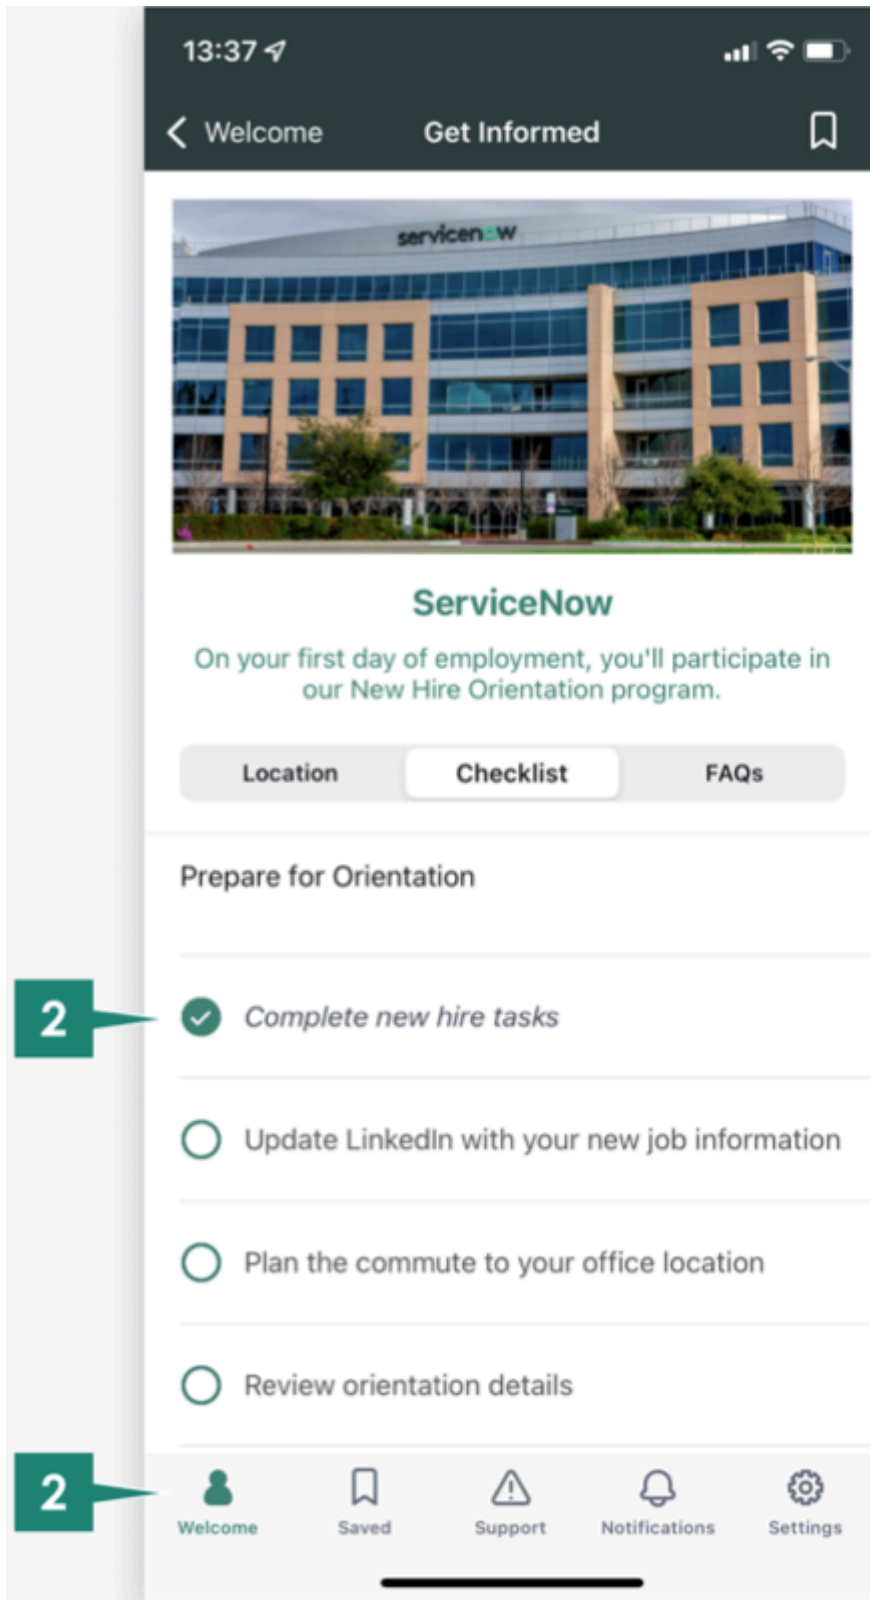 13:37
Welcome
Get Informed
servicenow
ServiceNow
On your first day of employment, you'll participate in
our New Hire Orientation program.
Location
Checklist
FAQs
Prepare for Orientation
2
Complete new hire tasks
Update LinkedIn with your new job information
Plan the commute to your office location
Review orientation details
2
Welcome
Saved
Support
Notifications
Settings